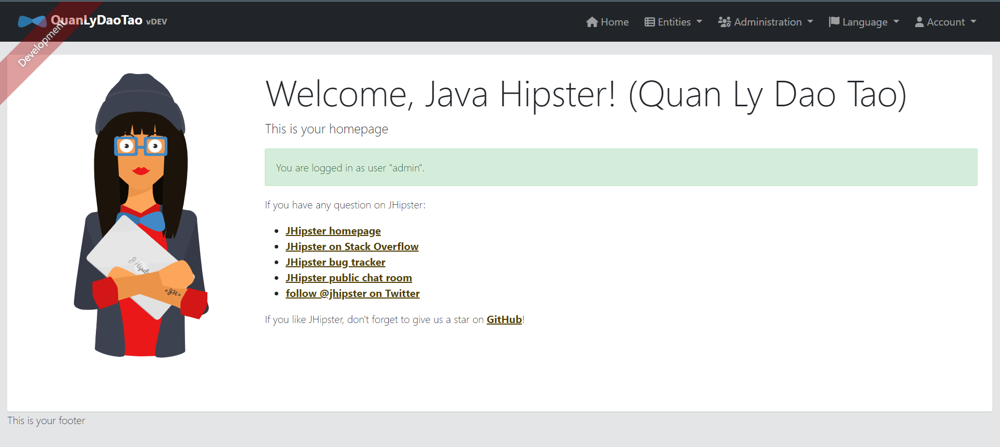 QuanLyDaoTao vDEV
Home Entities Administration Language Account
Development
Welcome, Java Hipster! (Quan Ly Dao Tao)
This is your homepage
You are logged in as user "admin".
If you have any question on JHipster:
JHipster homepage
JHipster on Stack Overflow
JHipster bug tracker
JHipster public chat room
follow @jhipster on Twitter
If you like JHipster, don't forget to give us a star on GitHub!
<JH>
This is your footer